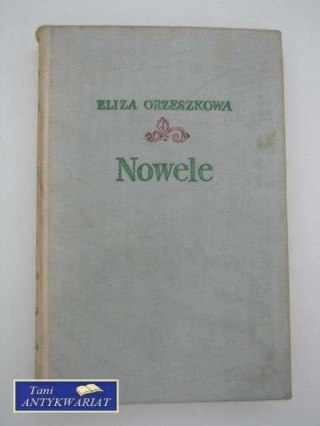 ELIZA ORZESZKOWA
Nowele
Tani
ANTYKWARIAT